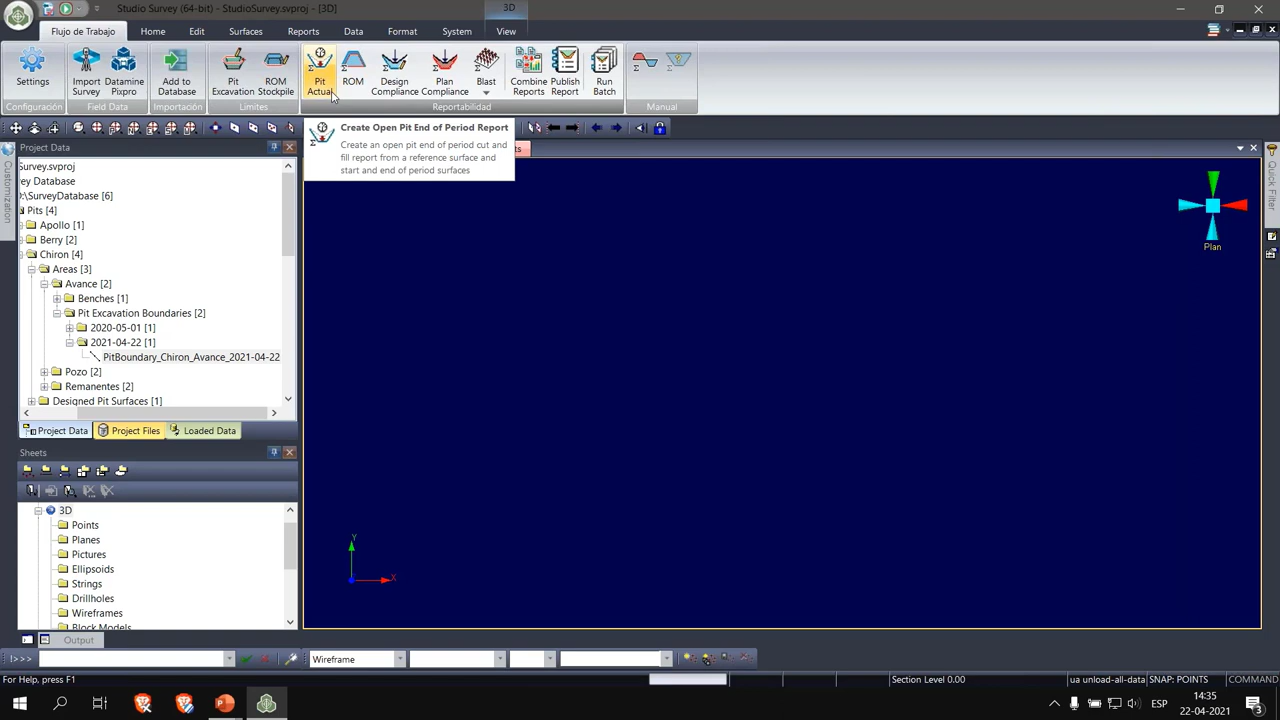 Studio Survey (64-bit) - StudioSurvey.svproj - [3D]
3D
Flujo de Trabajo
Home
Edit
Surfaces
Reports
Data
Format
System
View
Settings
Import
Survey
Datamine
Pixpro
Add to
Database
Pit
Excavation
ROM
Stockpile
Pit
Actual
ROM
Design
Compliance
Plan
Compliance
Blast
Combine
Reports
Publish
Report
Run
Batch
Configuración
Field Data
Importación
Límites
Reportabilidad
Manual
Create Open Pit End of Period Report
Create an open pit end of period cut and
fill report from a reference surface and
start and end of period surfaces
Customization
Project Data
Survey.svproj
ey Database
:\SurveyDatabase [6]
Pits [4]
Apollo [1]
Berry [2]
Chiron [4]
Areas [3]
Avance [2]
Benches [1]
Pit Excavation Boundaries [2]
2020-05-01 [1]
2021-04-22 [1]
PitBoundary_Chiron_Avance_2021-04-22
Pozo [2]
Remanentes [2]
Designed Pit Surfaces [1]
Project Data
Project Files
Loaded Data
Sheets
3D
Points
Planes
Pictures
Ellipsoids
Strings
Drillholes
Wireframes
Block Models
Output
ts
Quick Filter
Plan
Y
X
!>>>
Wireframe
For Help, press F1
Section Level 0.00
ua unload-all-data
SNAP: POINTS
COMMAND
ESP
14:35
22-04-2021
3